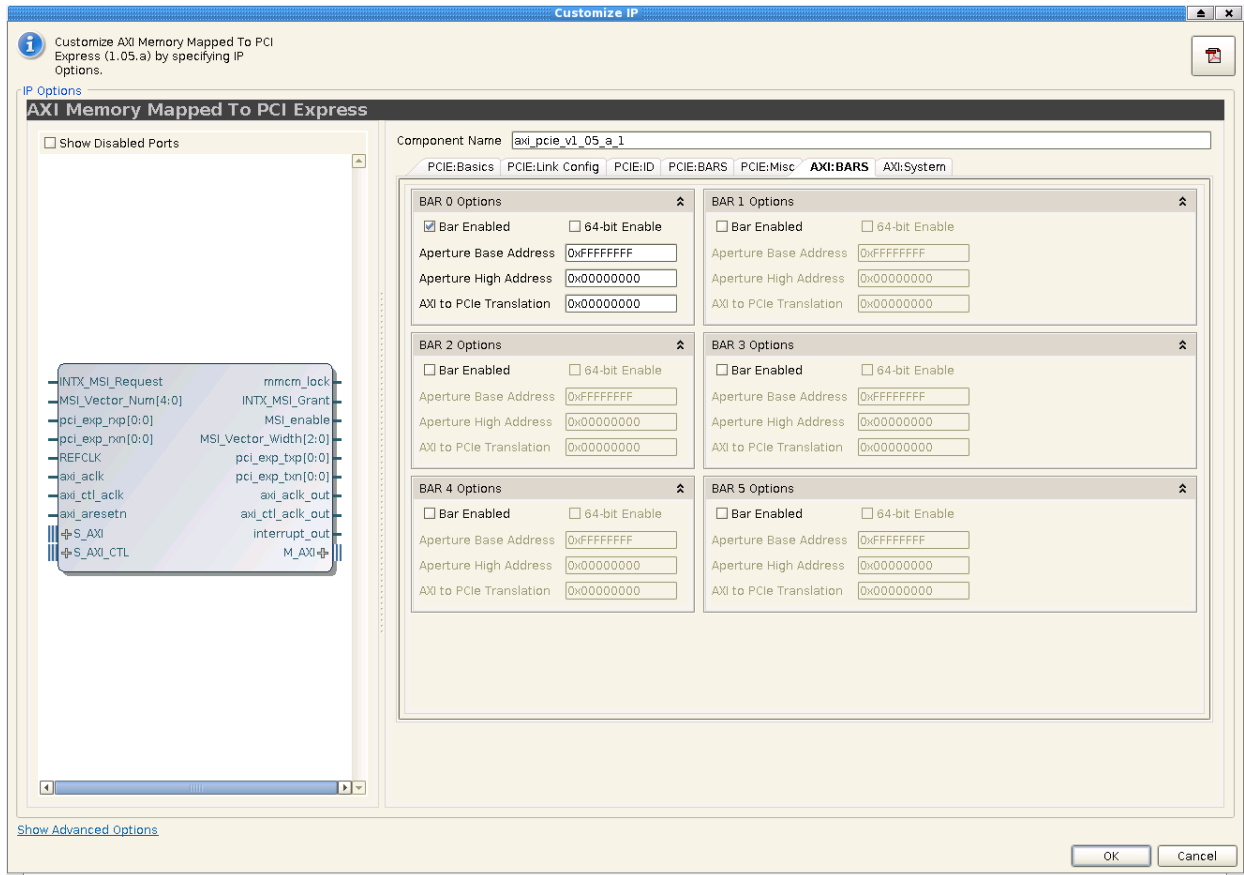 Customize IP
Customize AXI Memory Mapped To PCI
Express (1.05.a) by specifying IP
Options.
IP Options
AXI Memory Mapped To PCI Express
Show Disabled Ports
INTX_MSI_Request
mmcm_lock
MSI_Vector_Num[4:0]
INTX_MSI_Grant
pci_exp_rxp[0:0]
MSI_enable
pci_exp_rxn[0:0]
MSI_Vector_Width[2:0]
REFCLK
pci_exp_txp[0:0]
axi_aclk
pci_exp_txn[0:0]
axi_ctl_aclk
axi_aclk_out
axi_aresetn
axi_ctl_aclk_out
S_AXI
interrupt_out
S_AXI_CTL
M_AXI
Component Name axi_pcie_v1_05_a_1
PCIE:Basics PCIE:Link Config PCIE:ID PCIE:BARS PCIE:Misc AXI:BARS AXI:System
BAR 0 Options
Bar Enabled 64-bit Enable
Aperture Base Address 0xFFFFFFFF
Aperture High Address 0x00000000
AXI to PCIe Translation 0x00000000
BAR 1 Options
Bar Enabled 64-bit Enable
Aperture Base Address 0xFFFFFFFF
Aperture High Address 0x00000000
AXI to PCIe Translation 0x00000000
BAR 2 Options
Bar Enabled 64-bit Enable
Aperture Base Address 0xFFFFFFFF
Aperture High Address 0x00000000
AXI to PCIe Translation 0x00000000
BAR 3 Options
Bar Enabled 64-bit Enable
Aperture Base Address 0xFFFFFFFF
Aperture High Address 0x00000000
AXI to PCIe Translation 0x00000000
BAR 4 Options
Bar Enabled 64-bit Enable
Aperture Base Address 0xFFFFFFFF
Aperture High Address 0x00000000
AXI to PCIe Translation 0x00000000
BAR 5 Options
Bar Enabled 64-bit Enable
Aperture Base Address 0xFFFFFFFF
Aperture High Address 0x00000000
AXI to PCIe Translation 0x00000000
Show Advanced Options
OK Cancel